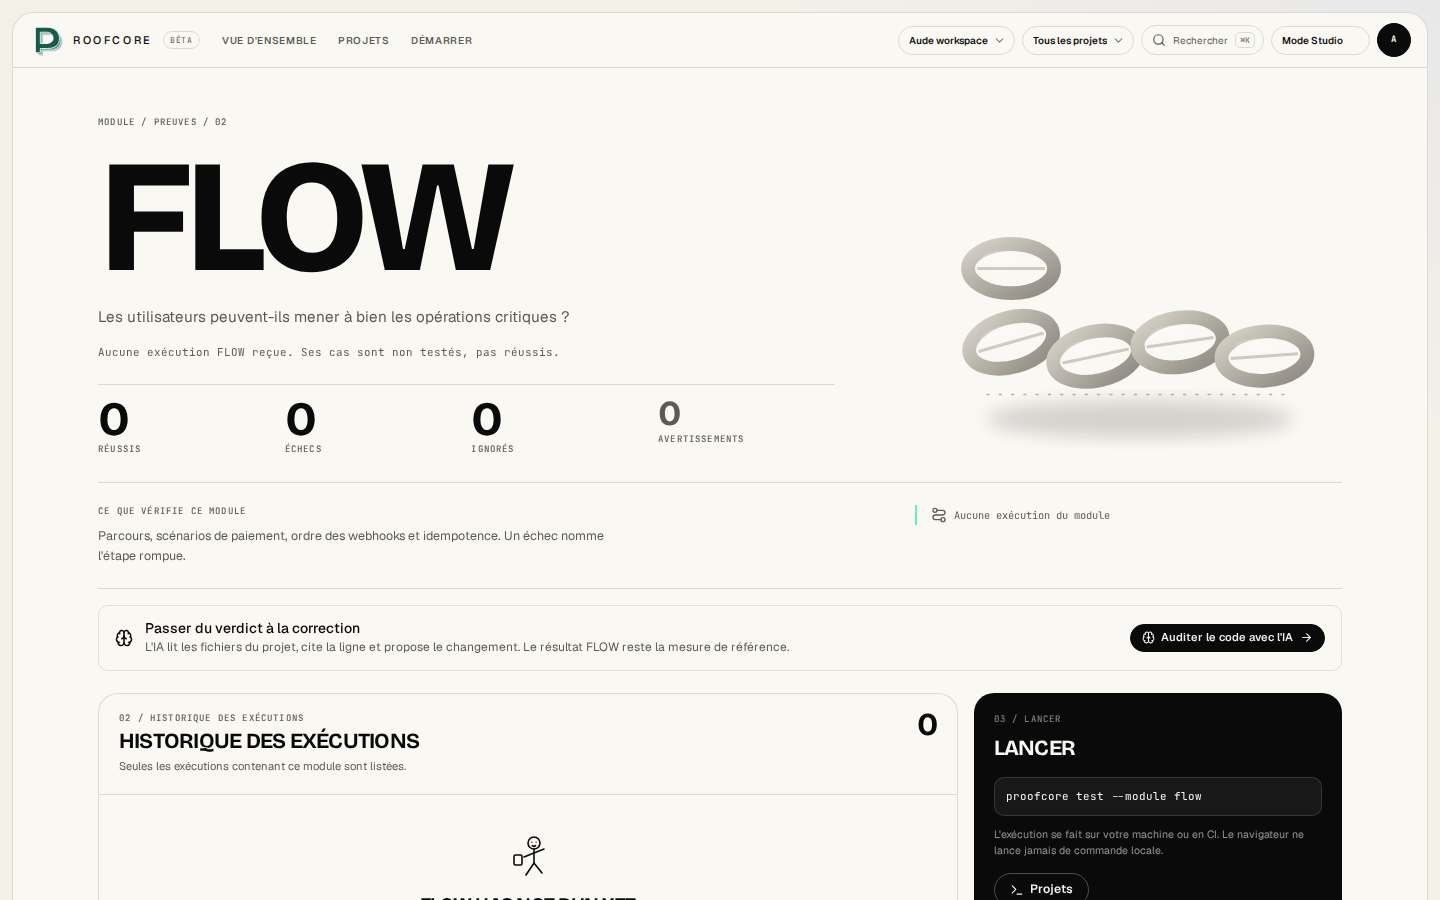 ROOFCORE BÊTA VUE D'ENSEMBLE PROJETS DÉMARRER Aude workspace Tous les projets Rechercher ⌘K Mode Studio A
MODULE / PREUVES / 02
FLOW
Les utilisateurs peuvent-ils mener à bien les opérations critiques ?
Aucune exécution FLOW reçue. Ses cas sont non testés, pas réussis.
0 0 0 0
RÉUSSIS ÉCHECS IGNORÉS AVERTISSEMENTS
CE QUE VÉRIFIE CE MODULE
Aucune exécution du module
Parcours, scénarios de paiement, ordre des webhooks et idempotence. Un échec nomme
l'étape rompue.
Passer du verdict à la correction
L'IA lit les fichiers du projet, cite la ligne et propose le changement. Le résultat FLOW reste la mesure de référence.
Auditer le code avec l'IA
02 / HISTORIQUE DES EXÉCUTIONS
HISTORIQUE DES EXÉCUTIONS
0
Seules les exécutions contenant ce module sont listées.
FLOW HAS NOT RUN YET
03 / LANCER
LANCER
proofcore test --module flow
L'exécution se fait sur votre machine ou en CI. Le navigateur ne
lance jamais de commande locale.
Projets